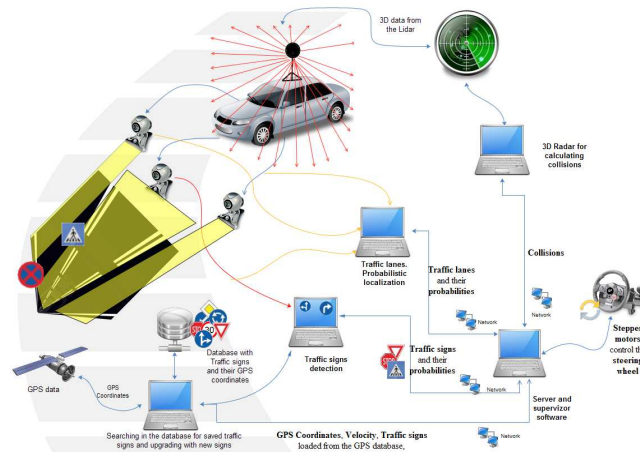 3D data from
the Lidar
3D Radar for
calculating
collisions
Traffic lanes.
Probabilistic
localization
Traffic lanes
and their
probabilities
Collisions
Network
Network
Stepper
motors
control the
steering
wheel
Database with
Traffic signs
and their GPS
coordinates
Traffic signs
detection
Traffic signs
and their
probabilities
STOP
Network
Server and
supervizor
software
GPS data
GPS
Coordinates
Searching in the database for saved traffic
signs and upgrading with new signs
GPS Coordinates, Velocity, Traffic signs
loaded from the GPS database,
Network